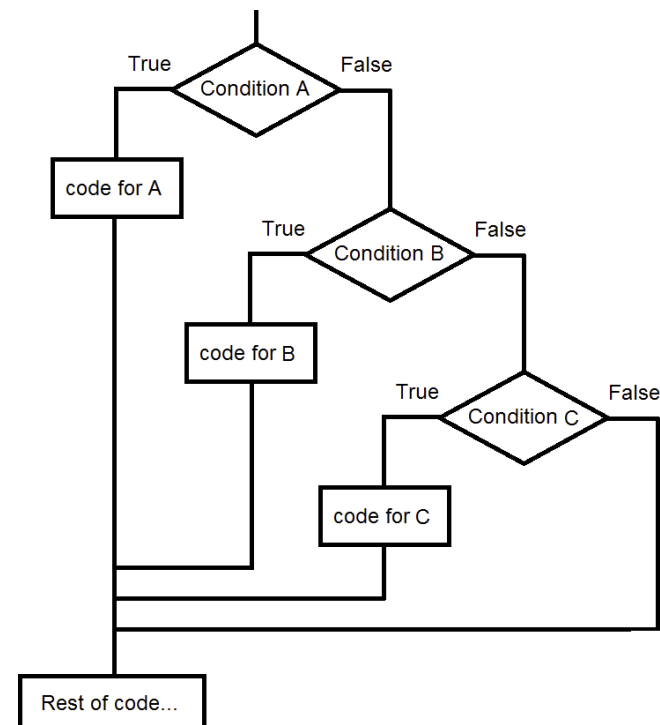 True
False
Condition A
code for A
True
False
Condition B
code for B
True
False
Condition C
code for C
Rest of code...